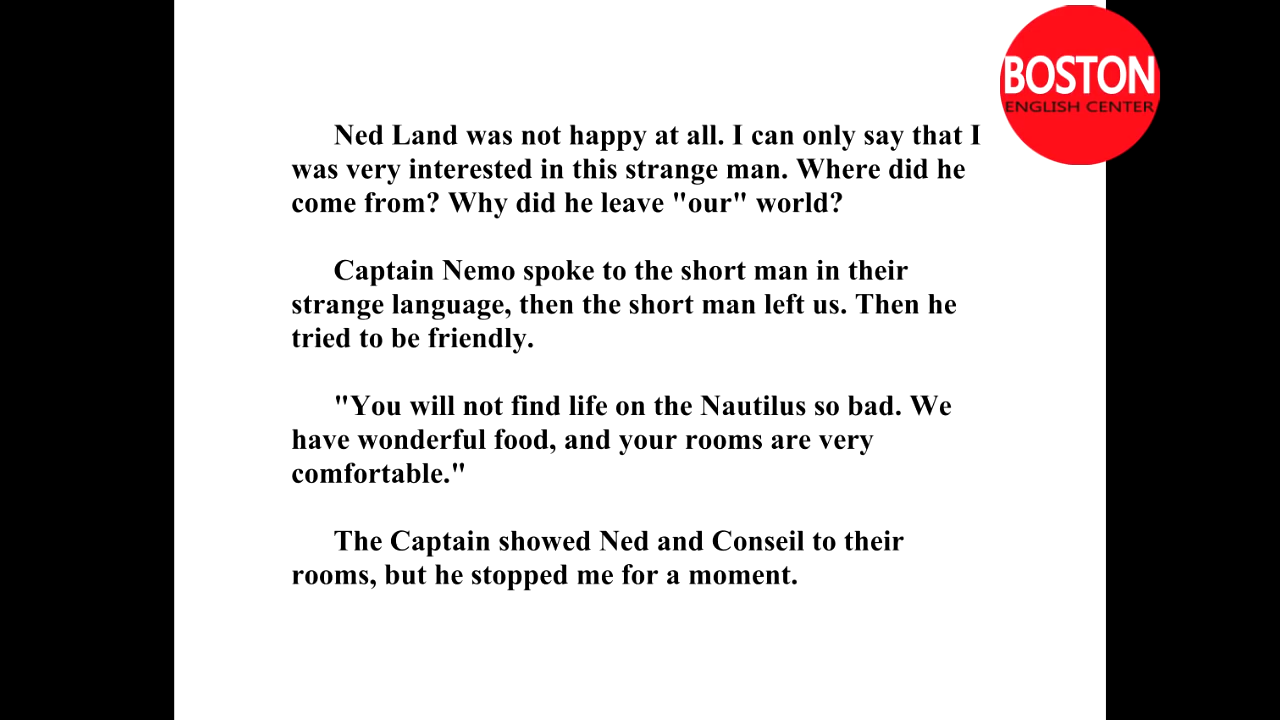 BOSTON
ENGLISH CENTER
Ned Land was not happy at all. I can only say that I
was very interested in this strange man. Where did he
come from? Why did he leave "our" world?
Captain Nemo spoke to the short man in their
strange language, then the short man left us. Then he
tried to be friendly.
"You will not find life on the Nautilus so bad. We
have wonderful food, and your rooms are very
comfortable."
The Captain showed Ned and Conseil to their
rooms, but he stopped me for a moment.